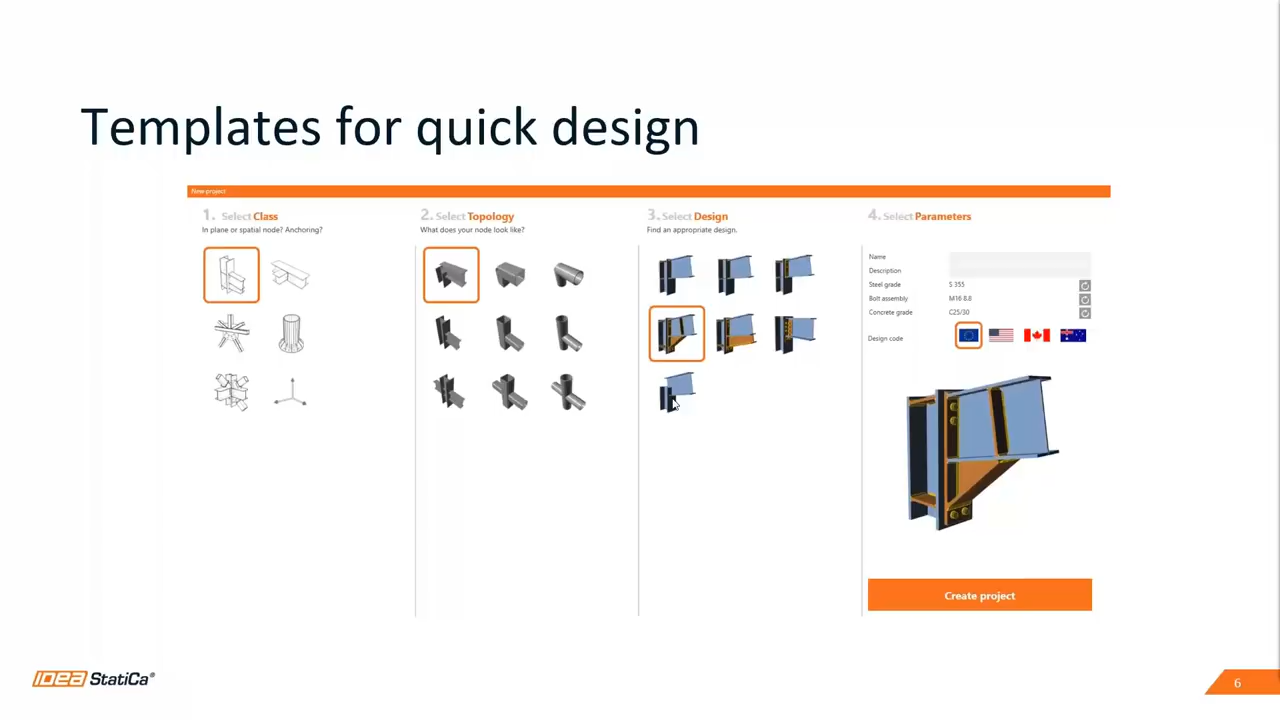 Templates for quick design
New project
1. Select Class
In plane or spatial node? Anchoring?
2. Select Topology
What does your node look like?
3. Select Design
Find an appropriate design.
4. Select Parameters
Name
Description
Steel grade S 355
Bolt assembly M16 8.8
Concrete grade C25/30
Design code
Create project
IDEA StatiCa®
6